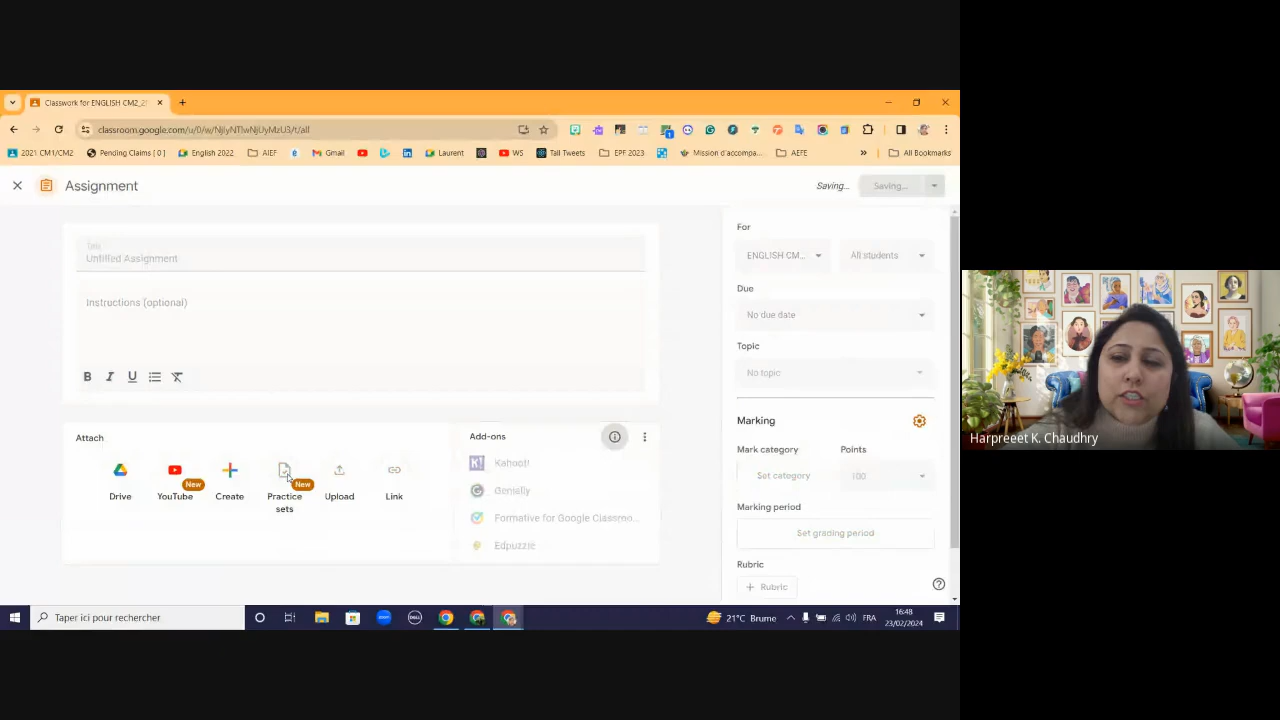 Classwork for ENGLISH CM2_2
classroom.google.com/u/0/w/NjIyNTIwNjUyMzU3/t/all
2021 CM1/CM2
Pending Claims [ 0 ]
English 2022
AIEF
Gmail
Laurent
WS
Tall Tweets
EPF 2023
Mission d'accompa...
AEFE
All Bookmarks
Assignment
Saving...
Saving...
Title
Untitled Assignment
Instructions (optional)
B I U
Attach
Drive
YouTube
New
Create
Practice sets
New
Upload
Link
Add-ons
Kahoot!
Genially
Formative for Google Classroo...
Edpuzzle
For
ENGLISH CM...
All students
Due
No due date
Topic
No topic
Marking
Mark category
Points
Set category
100
Marking period
Set grading period
Rubric
+ Rubric
Harpreeet K. Chaudhry
Taper ici pour rechercher
DELL
21°C Brume
FRA
16:48
23/02/2024